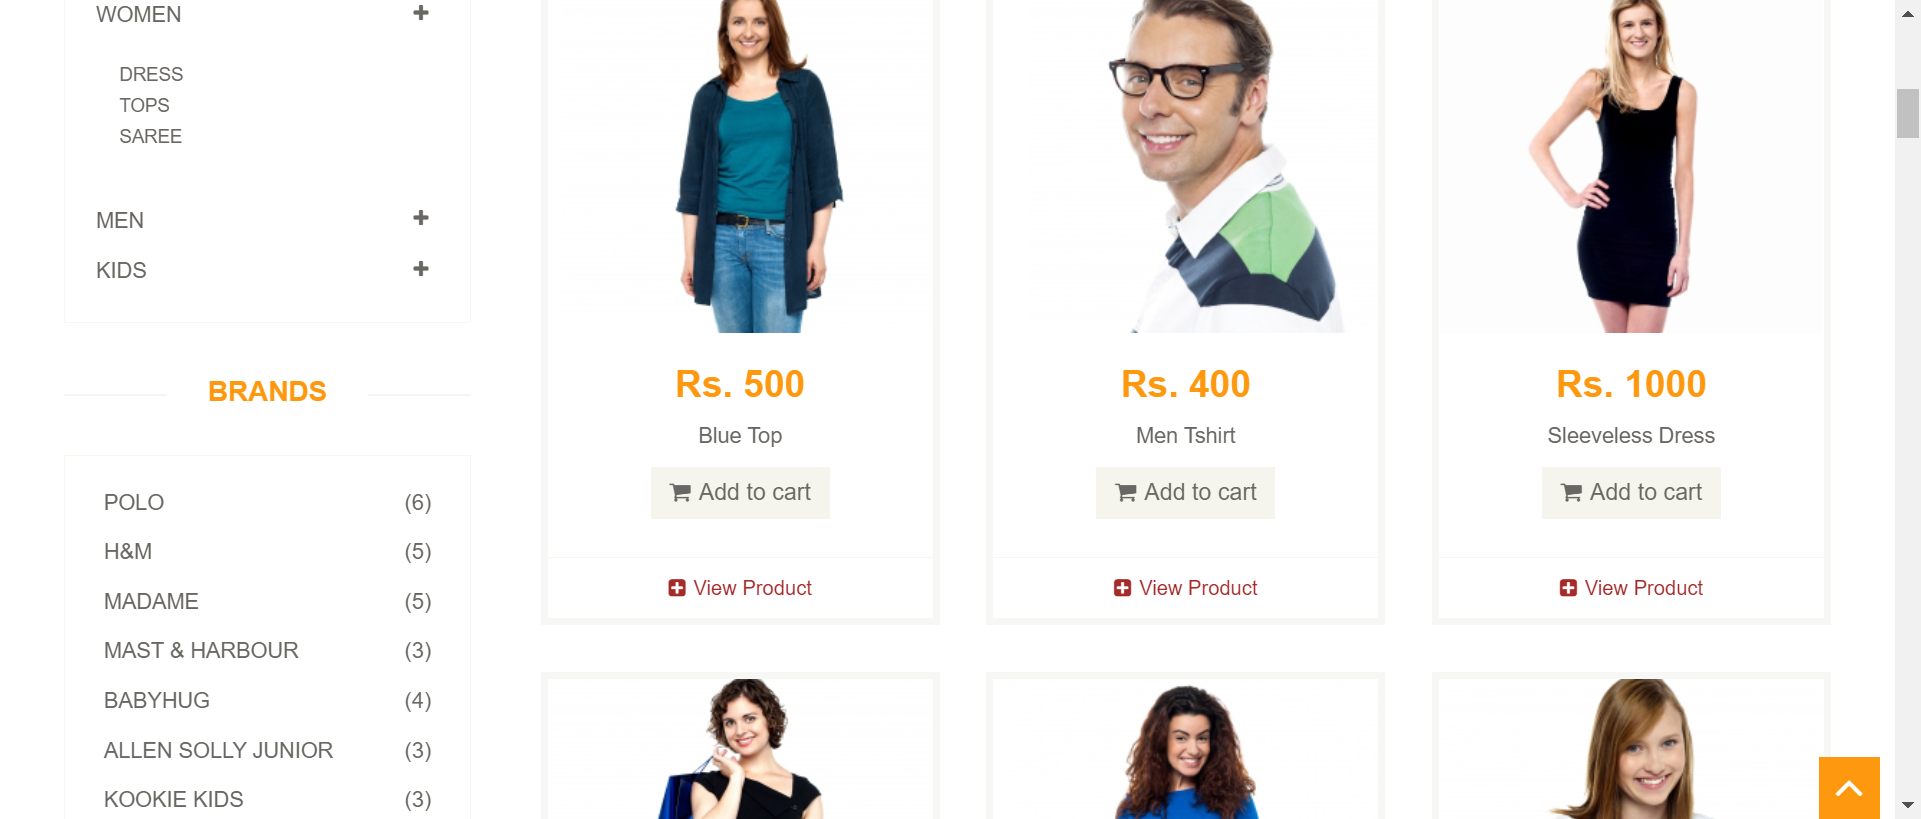 WOMEN
DRESS
TOPS
SAREE
MEN
KIDS
BRANDS
POLO (6)
H&M (5)
MADAME (5)
MAST & HARBOUR (3)
BABYHUG (4)
ALLEN SOLLY JUNIOR (3)
KOOKIE KIDS (3)
Rs. 500
Blue Top
Add to cart
View Product
Rs. 400
Men Tshirt
Add to cart
View Product
Rs. 1000
Sleeveless Dress
Add to cart
View Product